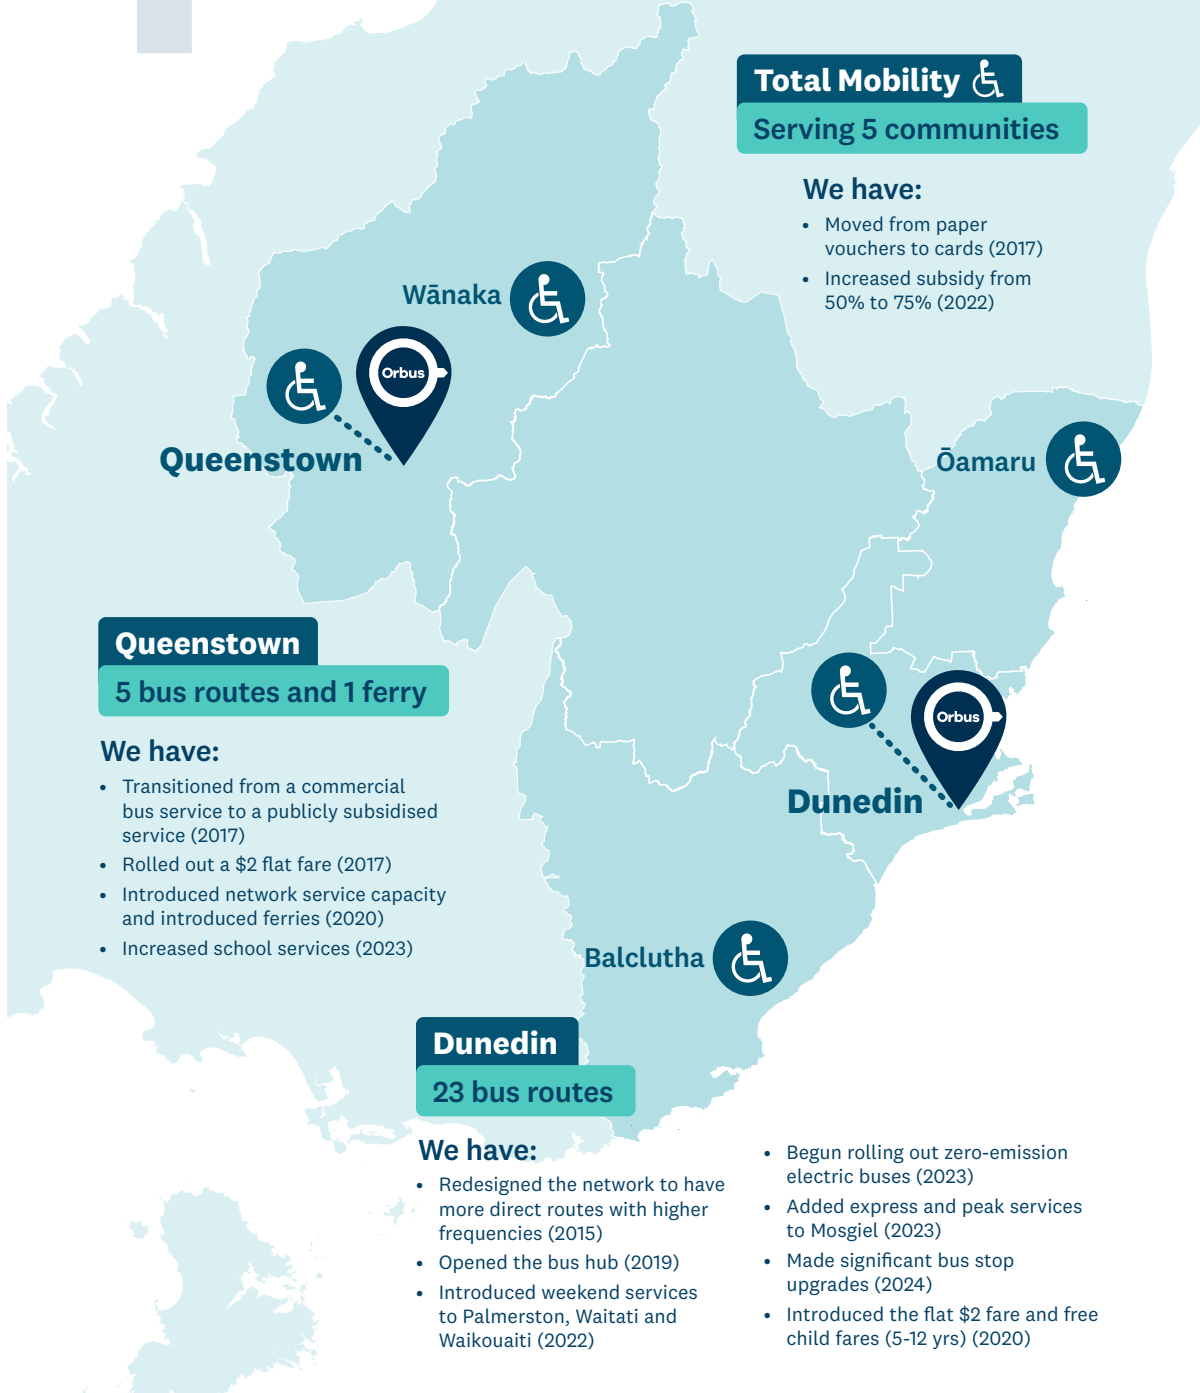 Total Mobility
Serving 5 communities
We have:
• Moved from paper
vouchers to cards (2017)
• Increased subsidy from
50% to 75% (2022)
Wānaka
Orbus
Queenstown
Ōamaru
Queenstown
5 bus routes and 1 ferry
We have:
• Transitioned from a commercial
bus service to a publicly subsidised
service (2017)
• Rolled out a $2 flat fare (2017)
• Introduced network service capacity
and introduced ferries (2020)
• Increased school services (2023)
Orbus
Dunedin
Balclutha
Dunedin
23 bus routes
We have:
• Redesigned the network to have
more direct routes with higher
frequencies (2015)
• Opened the bus hub (2019)
• Introduced weekend services
to Palmerston, Waitati and
Waikouaiti (2022)
• Begun rolling out zero-emission
electric buses (2023)
• Added express and peak services
to Mosgiel (2023)
• Made significant bus stop
upgrades (2024)
• Introduced the flat $2 fare and free
child fares (5-12 yrs) (2020)